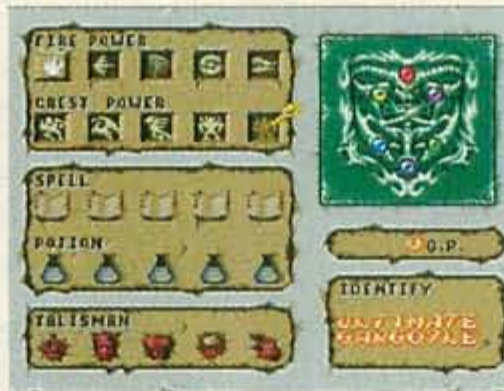 FIRE POWER
CREST POWER
SPELL
POTION
TALISMAN
G.P.
IDENTIFY
ULTIMATE
GARGOYLE